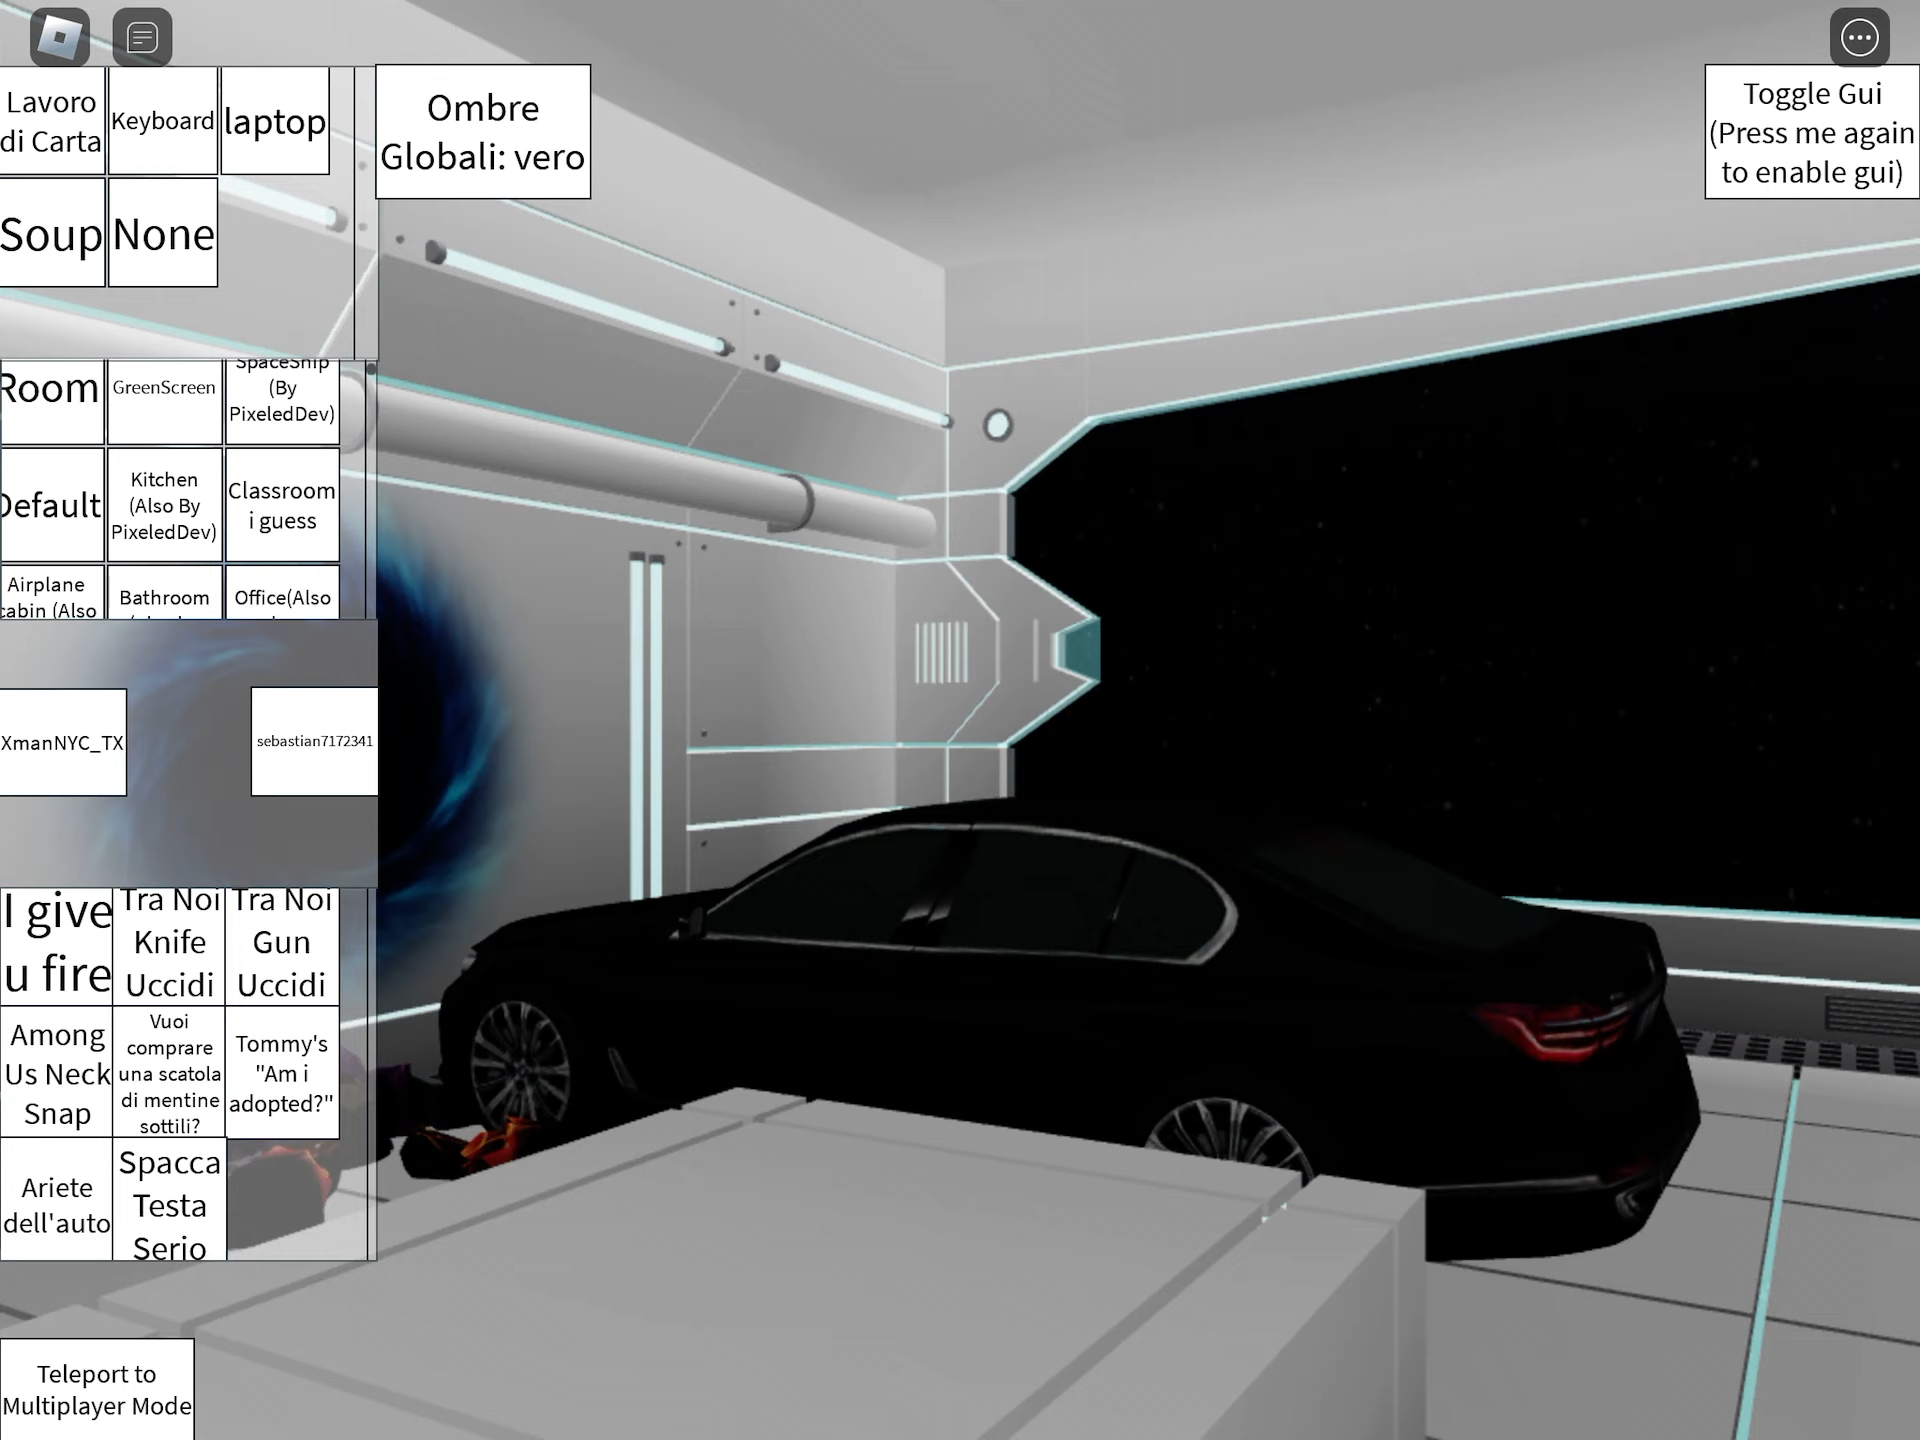 Lavoro
di Carta
Keyboard
laptop
Soup
None
Ombre
Globali: vero
Toggle Gui
(Press me again
to enable gui)
Room
GreenScreen
SpaceShip
(By
PixeledDev)
Default
Kitchen
(Also By
PixeledDev)
Classroom
i guess
Airplane
cabin (Also
Bathroom
Office(Also
XmanNYC_TX
sebastian7172341
I give
u fire
Tra Noi
Knife
Uccidi
Tra Noi
Gun
Uccidi
Among
Us Neck
Snap
Vuoi
comprare
una scatola
di mentine
sottili?
Tommy's
"Am i
adopted?"
Ariete
dell'auto
Spacca
Testa
Serio
Teleport to
Multiplayer Mode